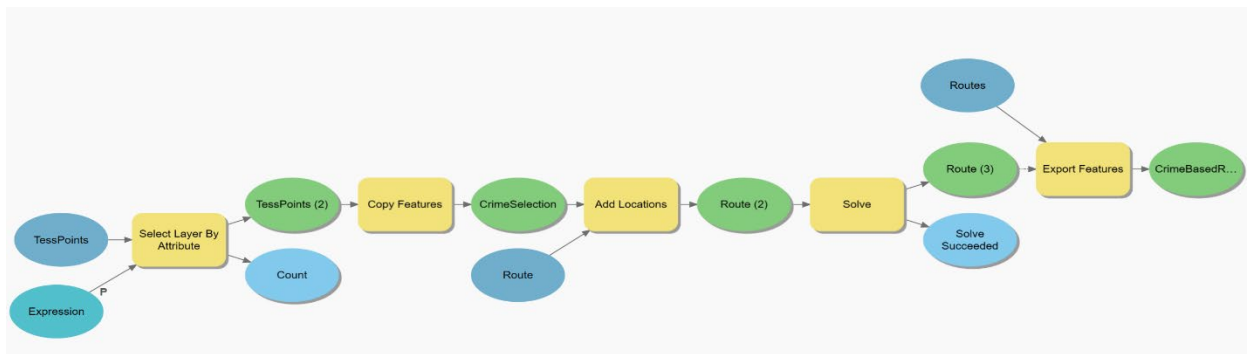 TessPoints
Expression
P
Select Layer By
Attribute
TessPoints (2)
Count
Copy Features
CrimeSelection
Route
Add Locations
Route (2)
Solve
Routes
Route (3)
Solve
Succeeded
Export Features
CrimeBasedR...